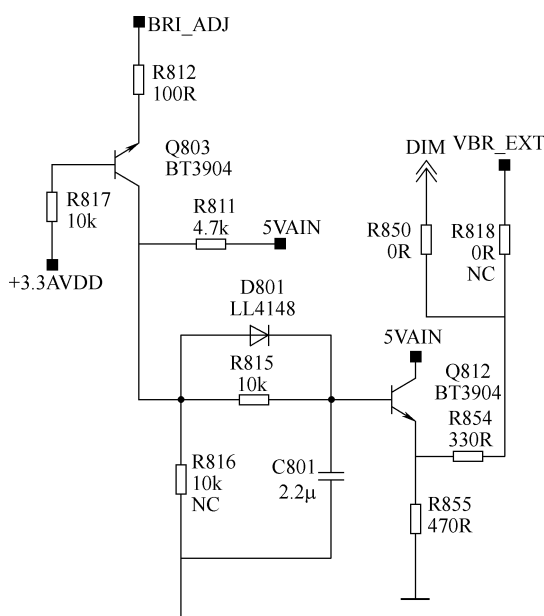 BRI_ADJ
R812
100R
Q803
BT3904
R817
10k
+3.3AVDD
R811
4.7k
5VAIN
DIM
VBR_EXT
R850
0R
R818
0R
NC
D801
LL4148
R815
10k
5VAIN
Q812
BT3904
R854
330R
R816
10k
NC
C801
2.2μ
R855
470R